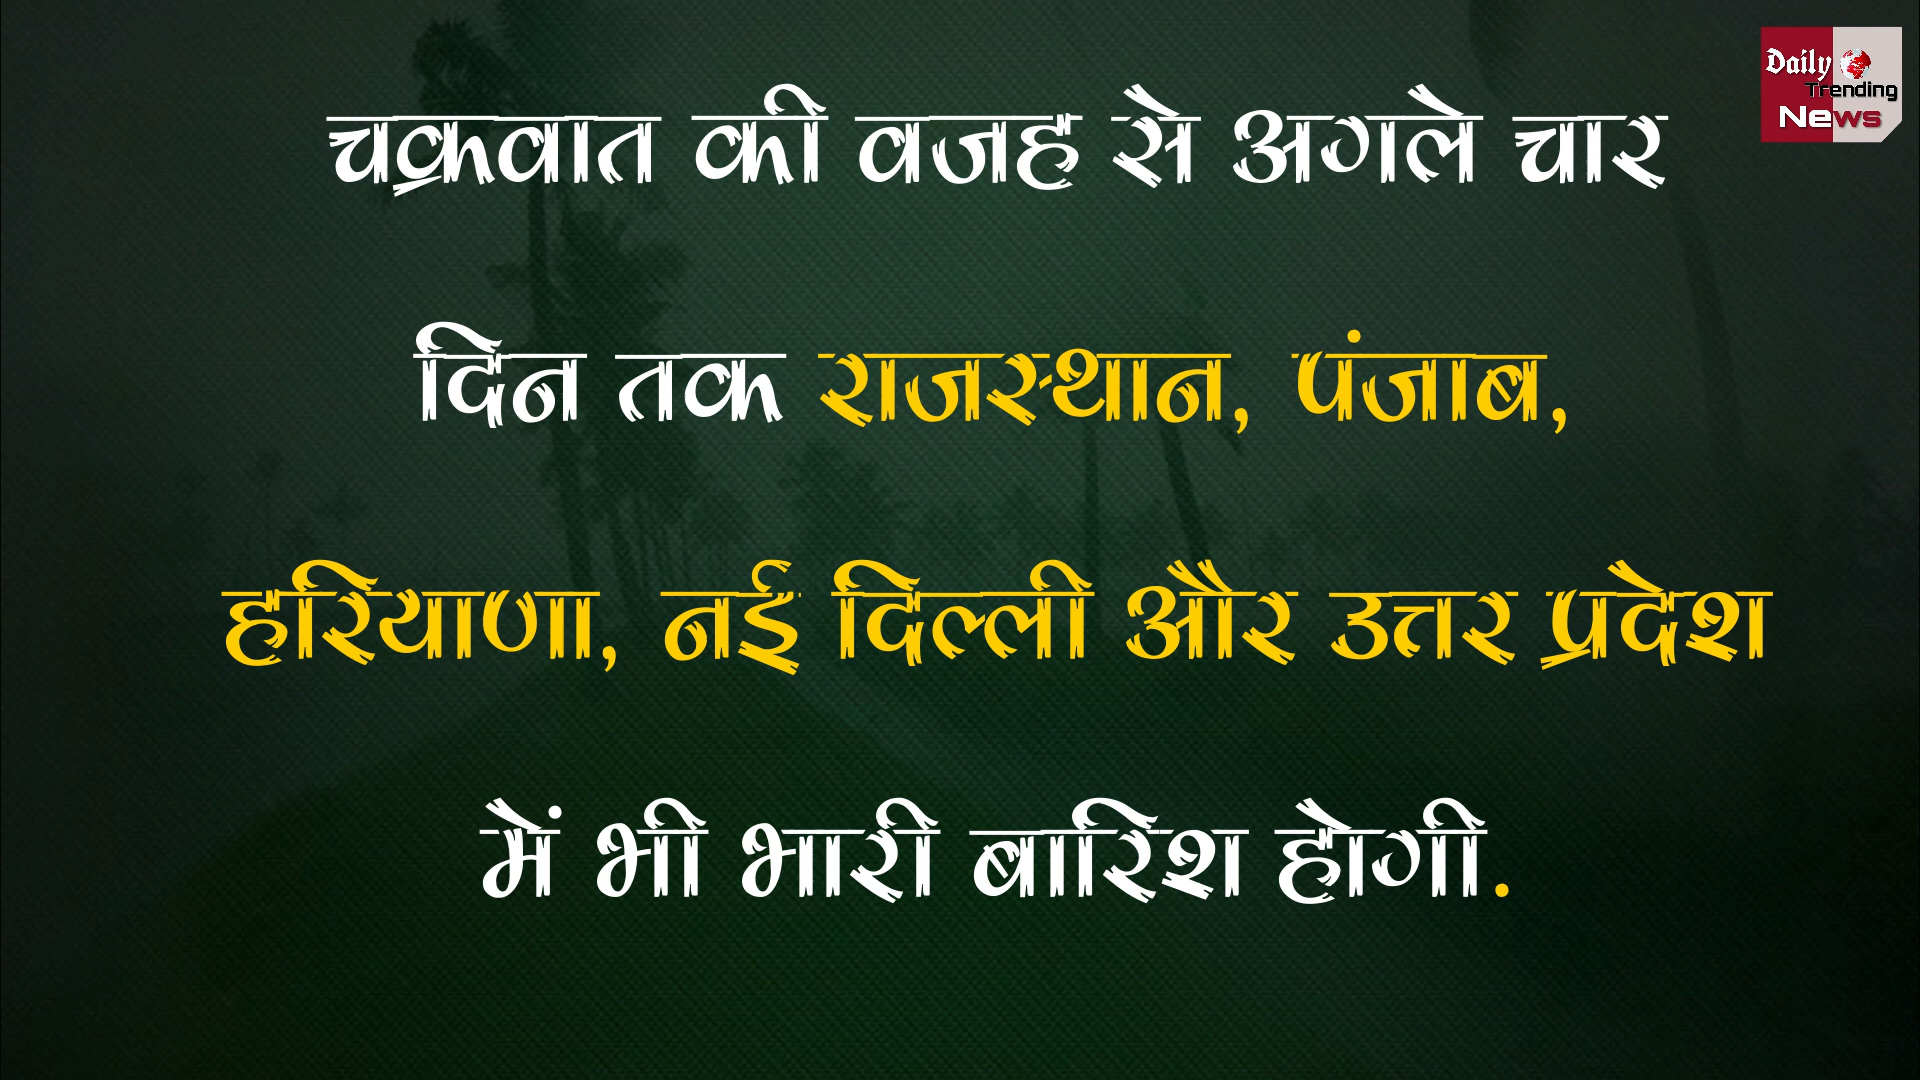 Daily
Trending
News
चक्रवात की वजह से अगले चार
दिन तक राजस्थान, पंजाब,
हरियाणा, नई दिल्ली और उत्तर प्रदेश
में भी भारी बारिश होगी.